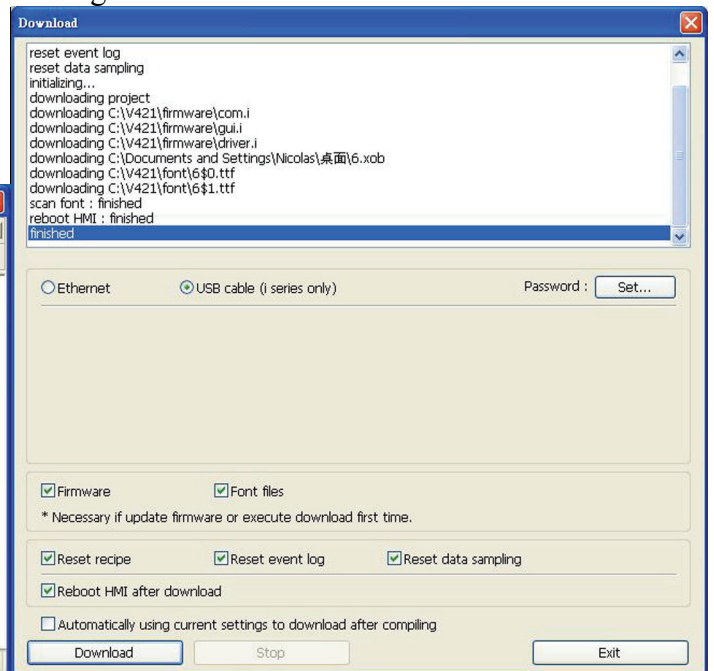 Download
reset event log
reset data sampling
initializing...
downloading project
downloading C:\V421\firmware\com.i
downloading C:\V421\firmware\gui.i
downloading C:\V421\firmware\driver.i
downloading C:\Documents and Settings\Nicolas\桌面\6.xob
downloading C:\V421\font\6$0.ttf
downloading C:\V421\font\6$1.ttf
scan font : finished
reboot HMI : finished
finished
Ethernet USB cable (i series only) Password : Set...
Firmware Font files
* Necessary if update firmware or execute download first time.
Reset recipe Reset event log Reset data sampling
Reboot HMI after download
Automatically using current settings to download after compiling
Download Stop Exit